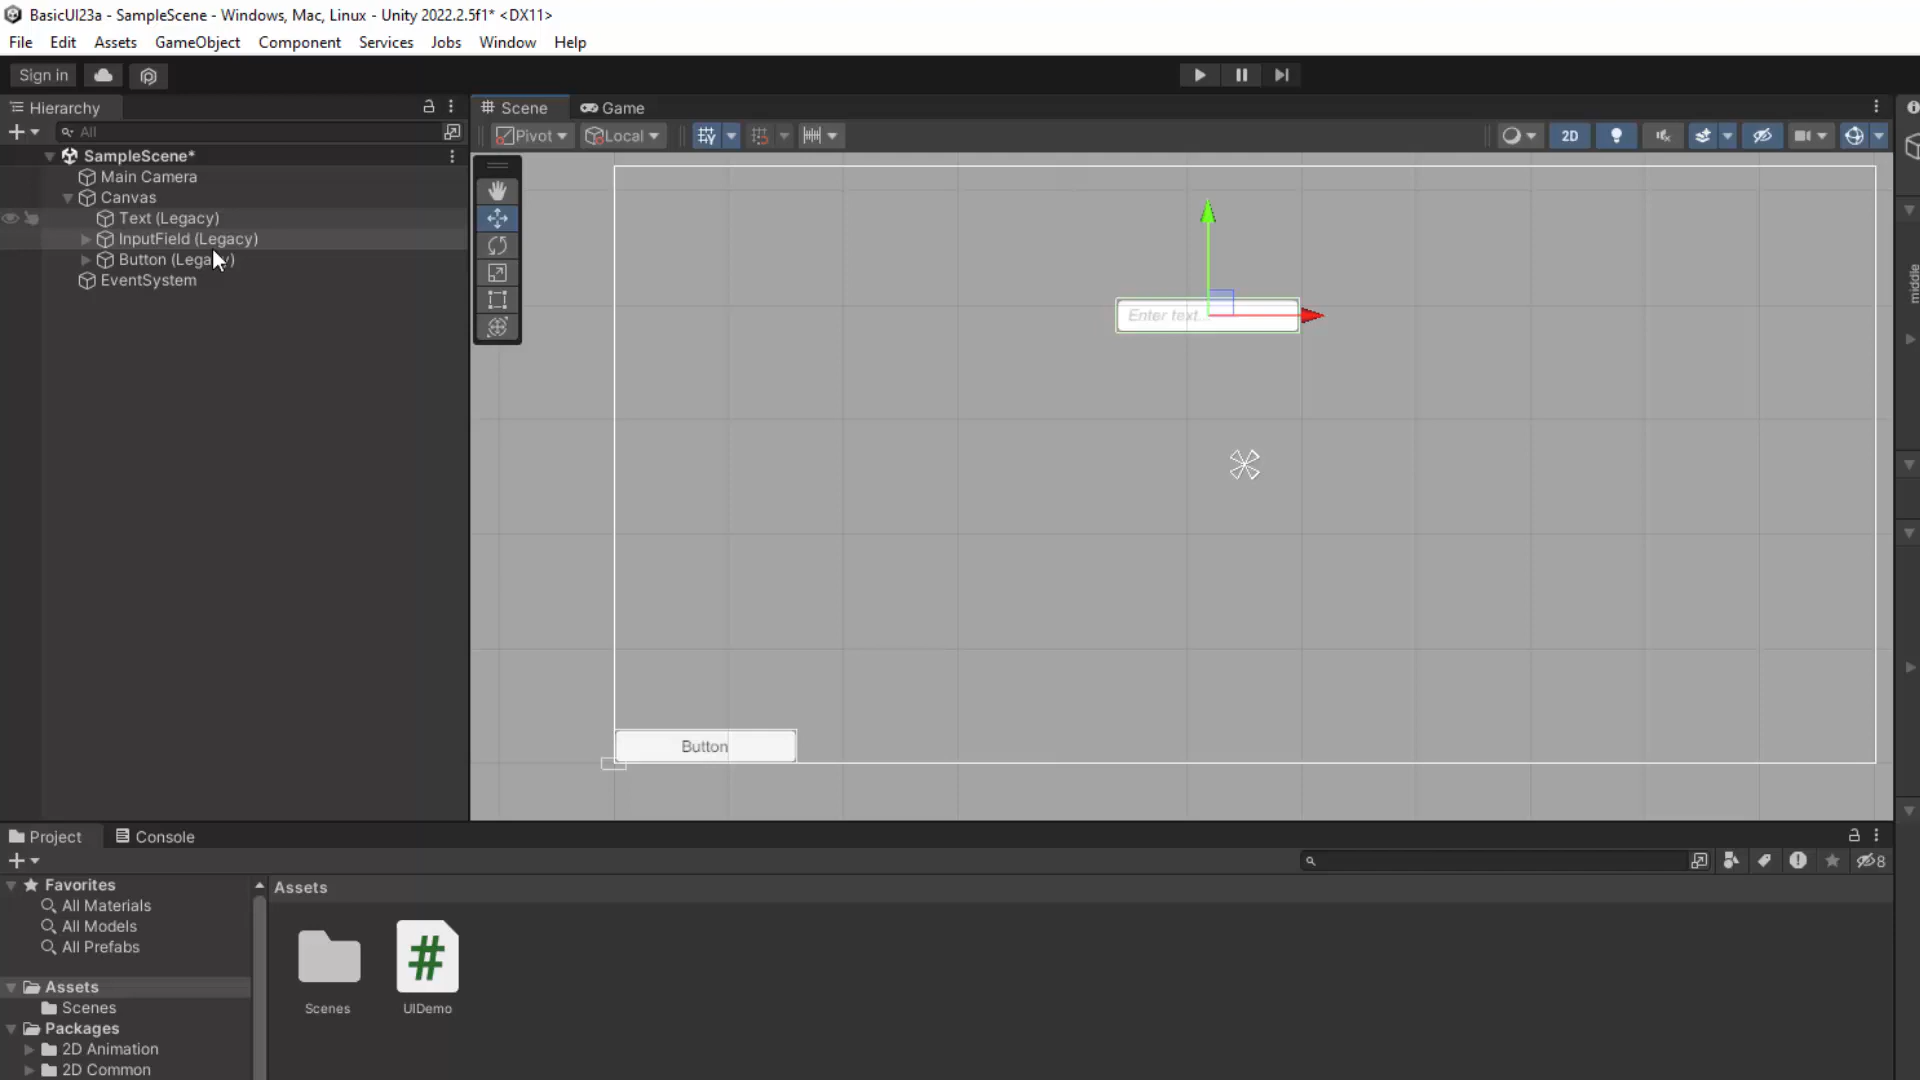 BasicUI23a - SampleScene - Windows, Mac, Linux - Unity 2022.2.5f1* <DX11>
File Edit Assets GameObject Component Services Jobs Window Help
Sign in
Hierarchy
All
SampleScene*
Main Camera
Canvas
Text (Legacy)
InputField (Legacy)
Button (Legacy)
EventSystem
Scene Game
Pivot Local 2D
Enter text...
Button
middle
Project Console
8
Favorites
All Materials
All Models
All Prefabs
Assets
Scenes
Packages
2D Animation
2D Common
Assets
Scenes UIDemo